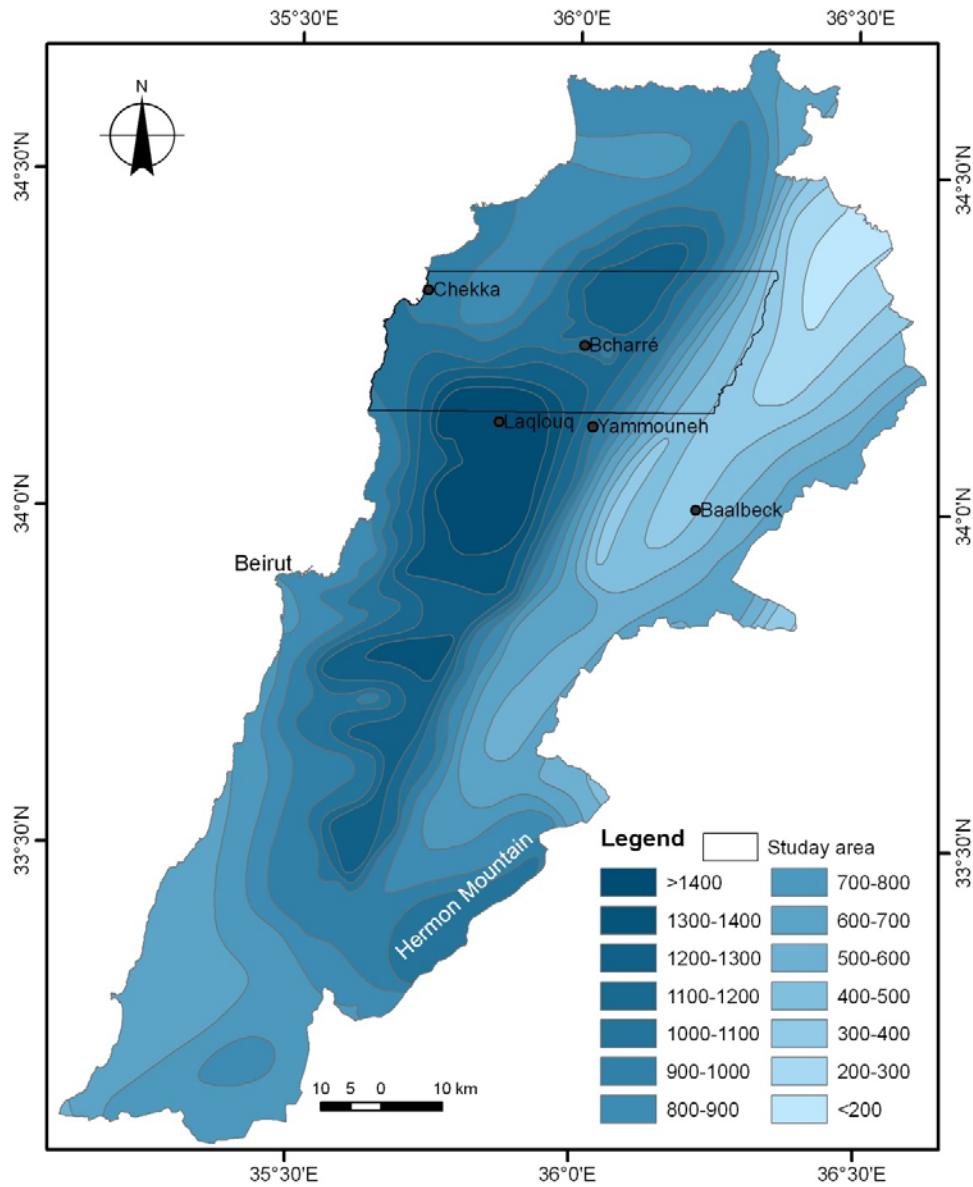 35°30'E 36°0'E 36°30'E
N
34°30'N
34°30'N
Chekka
Bcharré
Laqlouq
Yammouneh
34°0'N
34°0'N
Baalbeck
Beirut
33°30'N
33°30'N
Hermon Mountain
Legend
Studay area
>1400
1300-1400
1200-1300
1100-1200
1000-1100
900-1000
800-900
700-800
600-700
500-600
400-500
300-400
200-300
<200
10 5 0 10 km
35°30'E 36°0'E 36°30'E